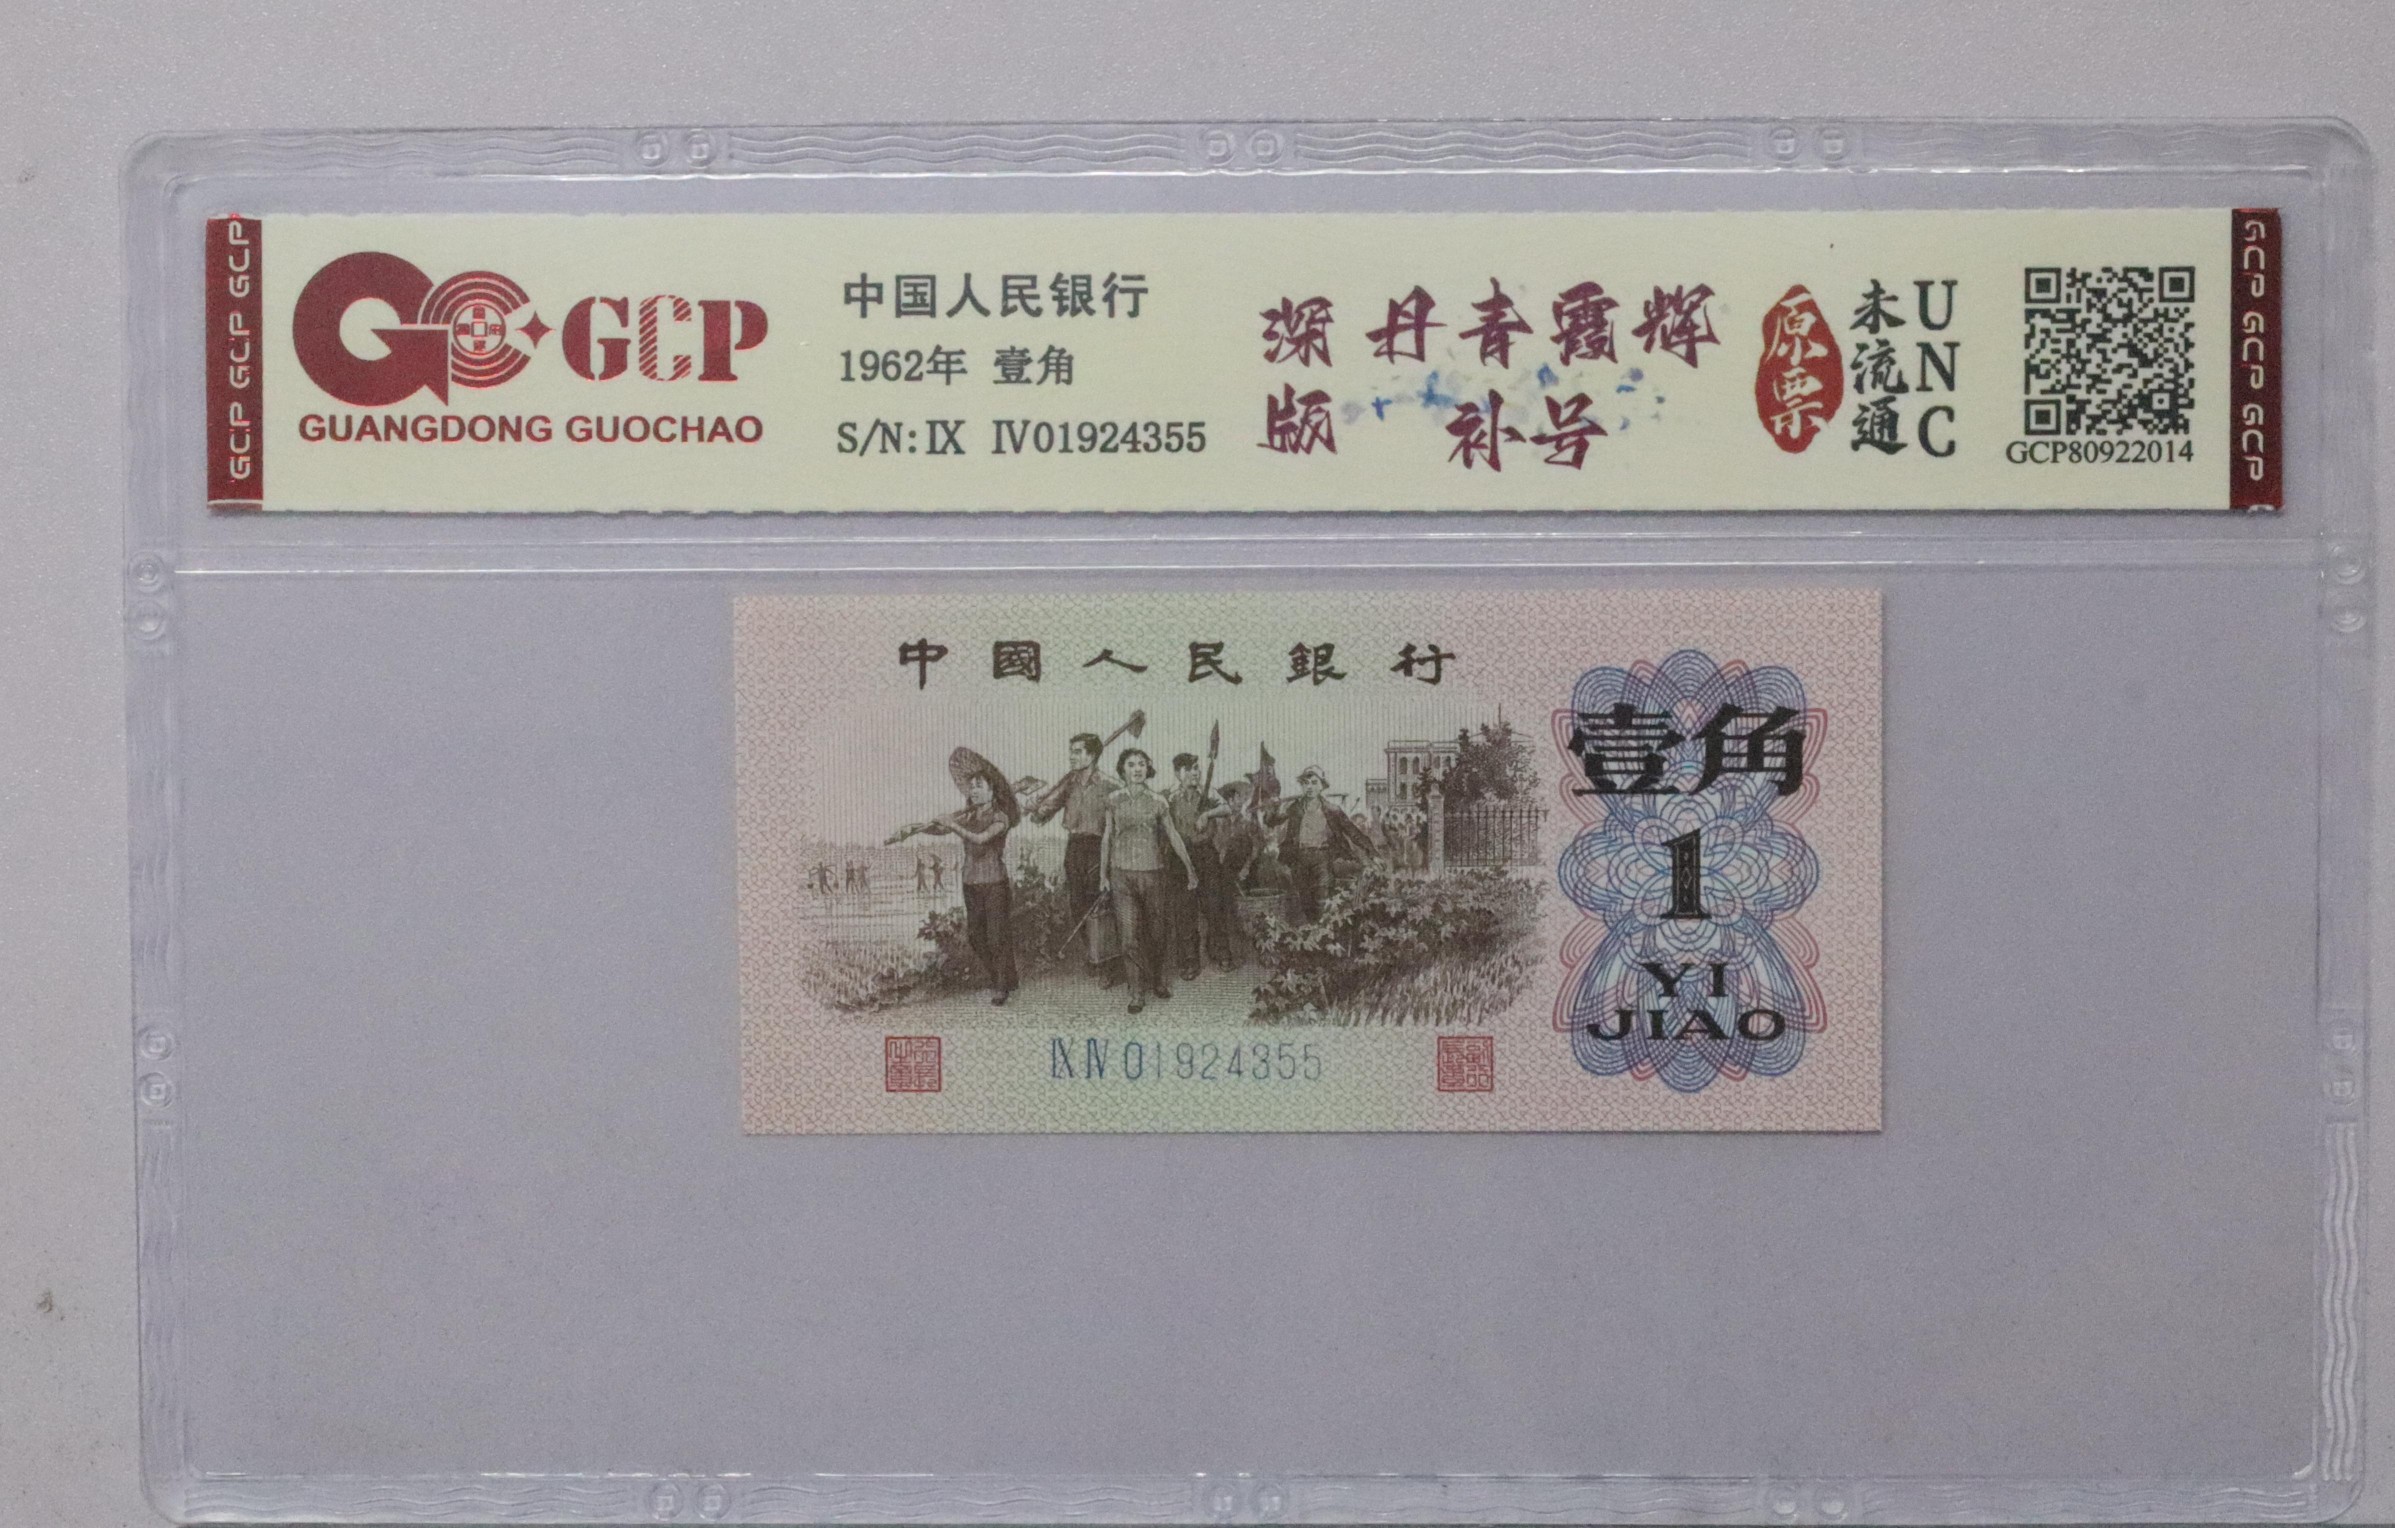 GCP GCP GCP
GCP
GUANGDONG GUOCHAO
中国人民银行
1962年 壹角
S/N: IX IV01924355
深版
丹青霞辉
补号
原票
未流通
UNC
GCP80922014
GCP GCP GCP
中國人民銀行
壹角
1
YI
JIAO
IX IV 01924355